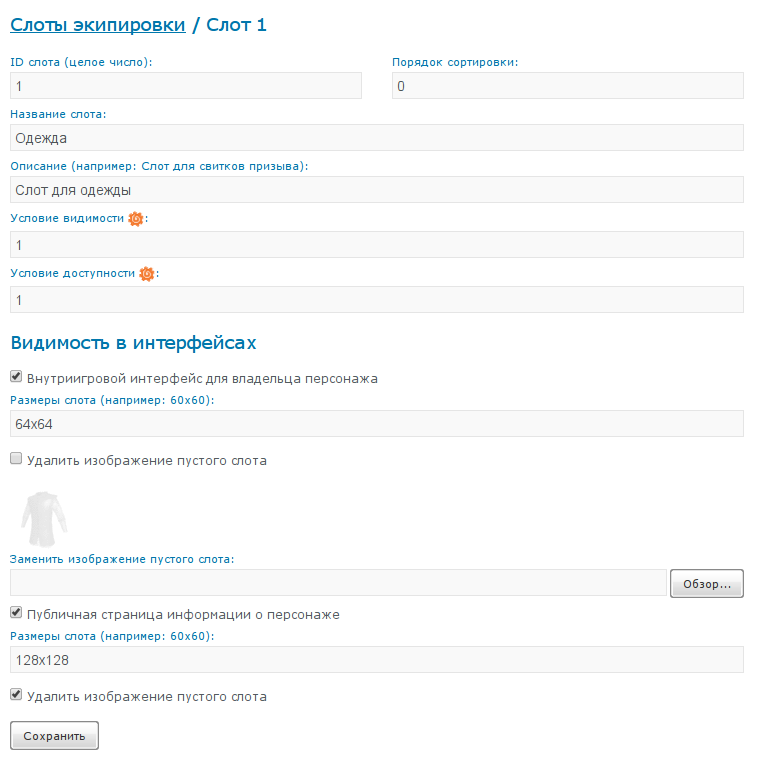 Слоты экипировки / Слот 1
ID слота (целое число): Порядок сортировки:
1 0
Название слота:
Одежда
Описание (например: Слот для свитков призыва):
Слот для одежды
Условие видимости :
1
Условие доступности :
1
Видимость в интерфейсах
Внутриигровой интерфейс для владельца персонажа
Размеры слота (например: 60x60):
64x64
Удалить изображение пустого слота
Заменить изображение пустого слота:
Обзор...
Публичная страница информации о персонаже
Размеры слота (например: 60x60):
128x128
Удалить изображение пустого слота
Сохранить